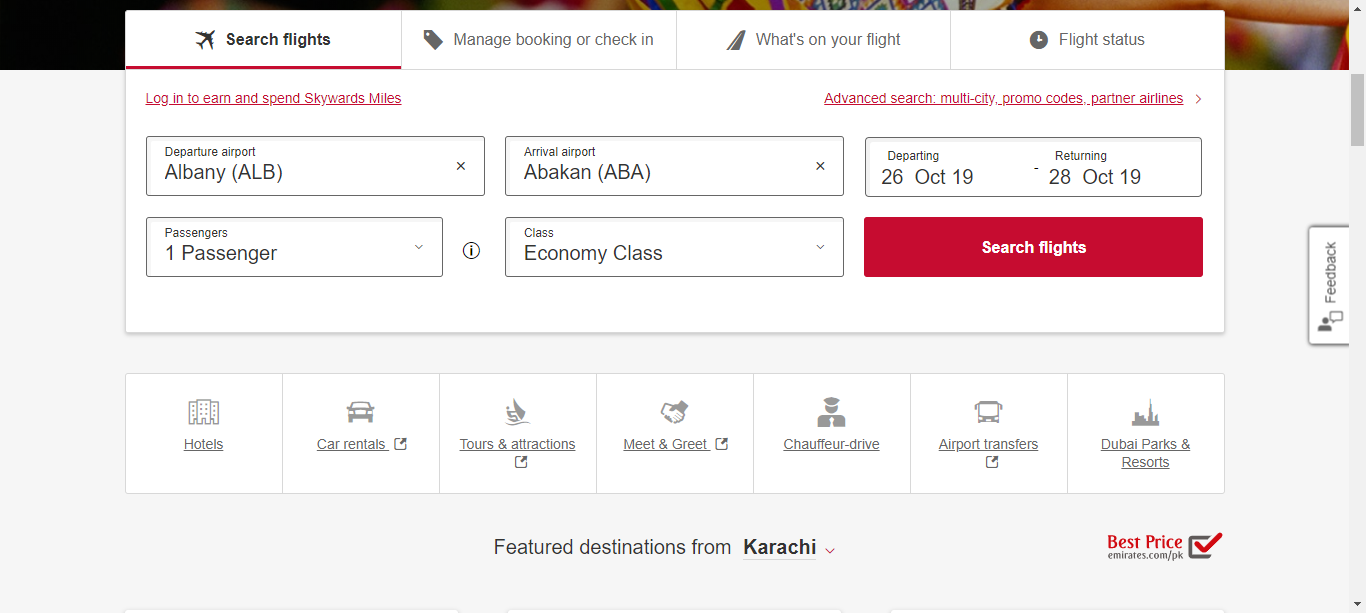 Search flights
Manage booking or check in
What's on your flight
Flight status
Log in to earn and spend Skywards Miles
Advanced search: multi-city, promo codes, partner airlines
Departure airport
Albany (ALB)
Arrival airport
Abakan (ABA)
Departing
26 Oct 19
-
Returning
28 Oct 19
Passengers
1 Passenger
Class
Economy Class
Search flights
Feedback
Hotels
Car rentals
Tours & attractions
Meet & Greet
Chauffeur-drive
Airport transfers
Dubai Parks &
Resorts
Featured destinations from Karachi
Best Price
emirates.com/pk